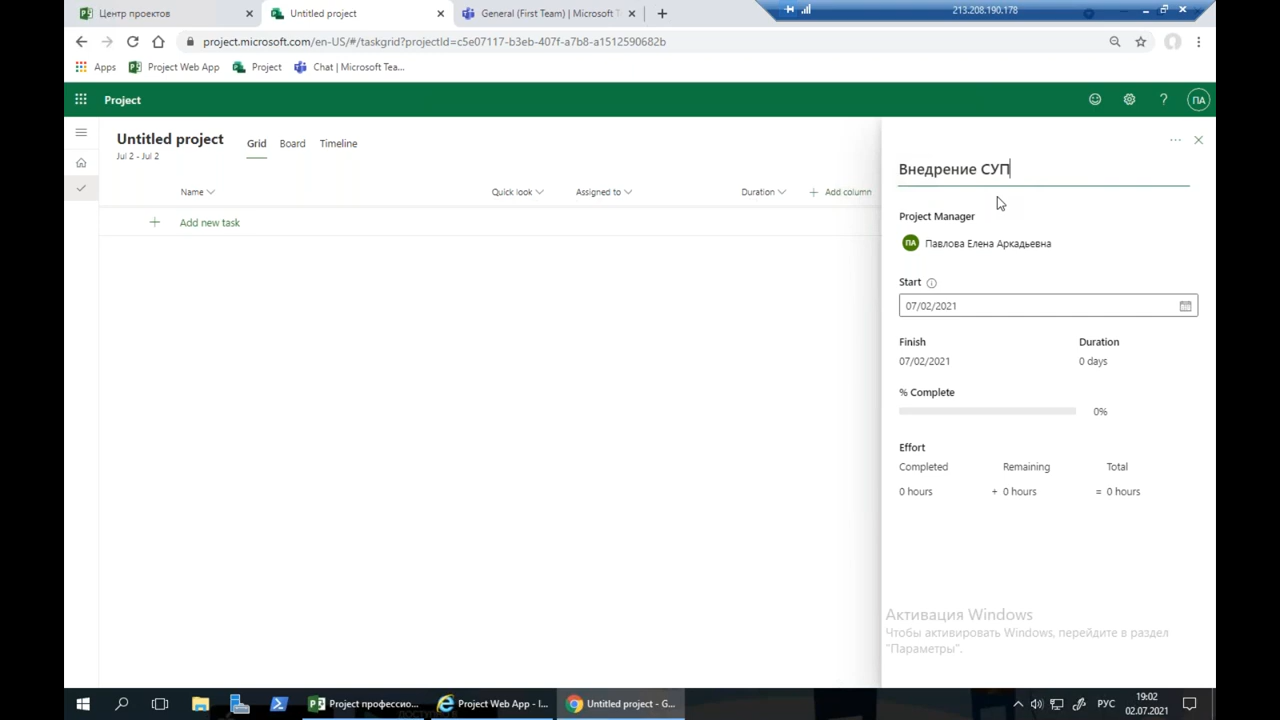 Центр проектов
Untitled project
General (First Team) | Microsoft T
213.208.190.178
project.microsoft.com/en-US/#/taskgrid?projectId=c5e07117-b3eb-407f-a7b8-a1512590682b
Apps
Project Web App
Project
Chat | Microsoft Tea...
Project
ПА
Untitled project
Jul 2 - Jul 2
Grid
Board
Timeline
Внедрение СУП
Name
Quick look
Assigned to
Duration
Add column
Add new task
Project Manager
ПА Павлова Елена Аркадьевна
Start
07/02/2021
Finish
Duration
07/02/2021
0 days
% Complete
0%
Effort
Completed
Remaining
Total
0 hours
+ 0 hours
= 0 hours
Активация Windows
Чтобы активировать Windows, перейдите в раздел
"Параметры".
Project профессио...
Project Web App - I...
Untitled project - G...
РУС
19:02
02.07.2021